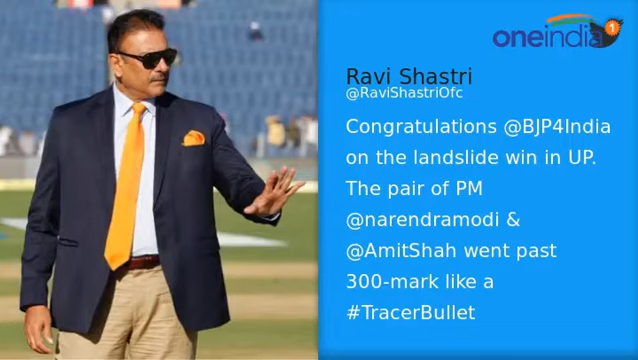 oneindia
1
Ravi Shastri
@RaviShastriOfc
Congratulations @BJP4India
on the landslide win in UP.
The pair of PM
@narendramodi &
@AmitShah went past
300-mark like a
#TracerBullet